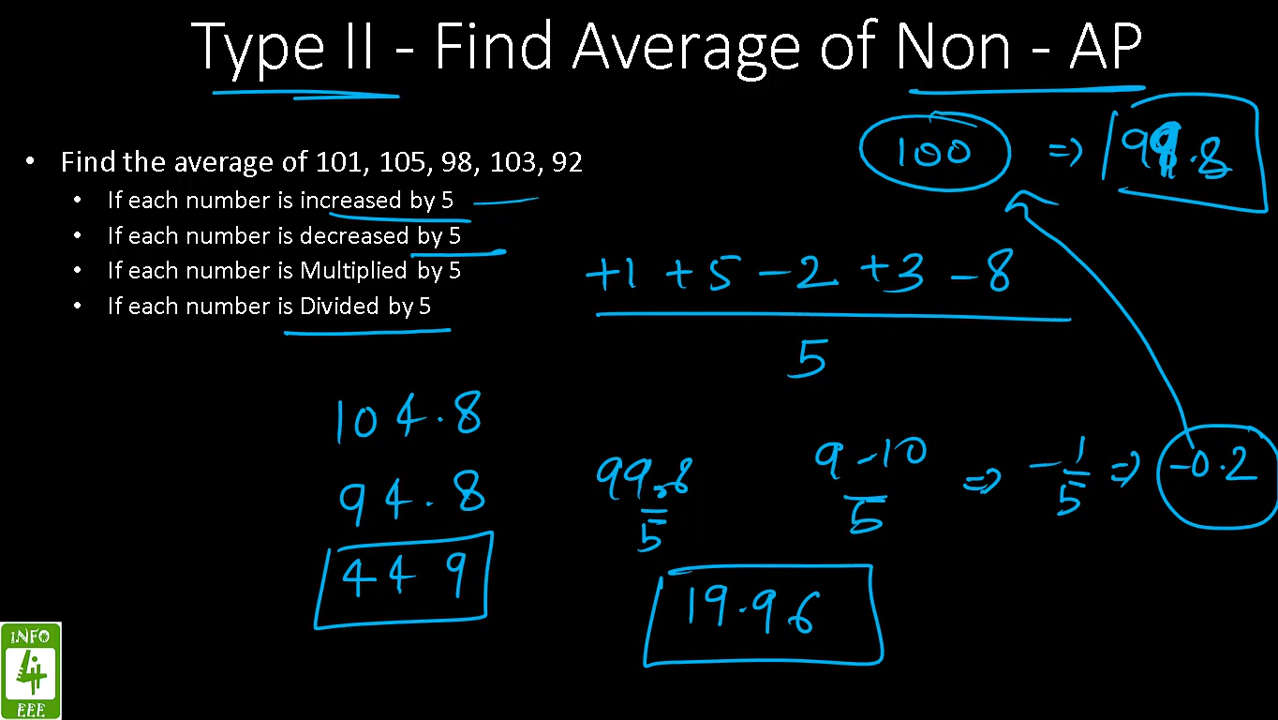 Type II - Find Average of Non - AP
• Find the average of 101, 105, 98, 103, 92
• If each number is increased by 5
• If each number is decreased by 5
• If each number is Multiplied by 5
• If each number is Divided by 5
100 => 99.8
+1 +5 -2 +3 -8
5
9-10
5
=> -1
5
=> -0.2
104.8
94.8
449
99.8
5
19.96
iNFO
4
EEE